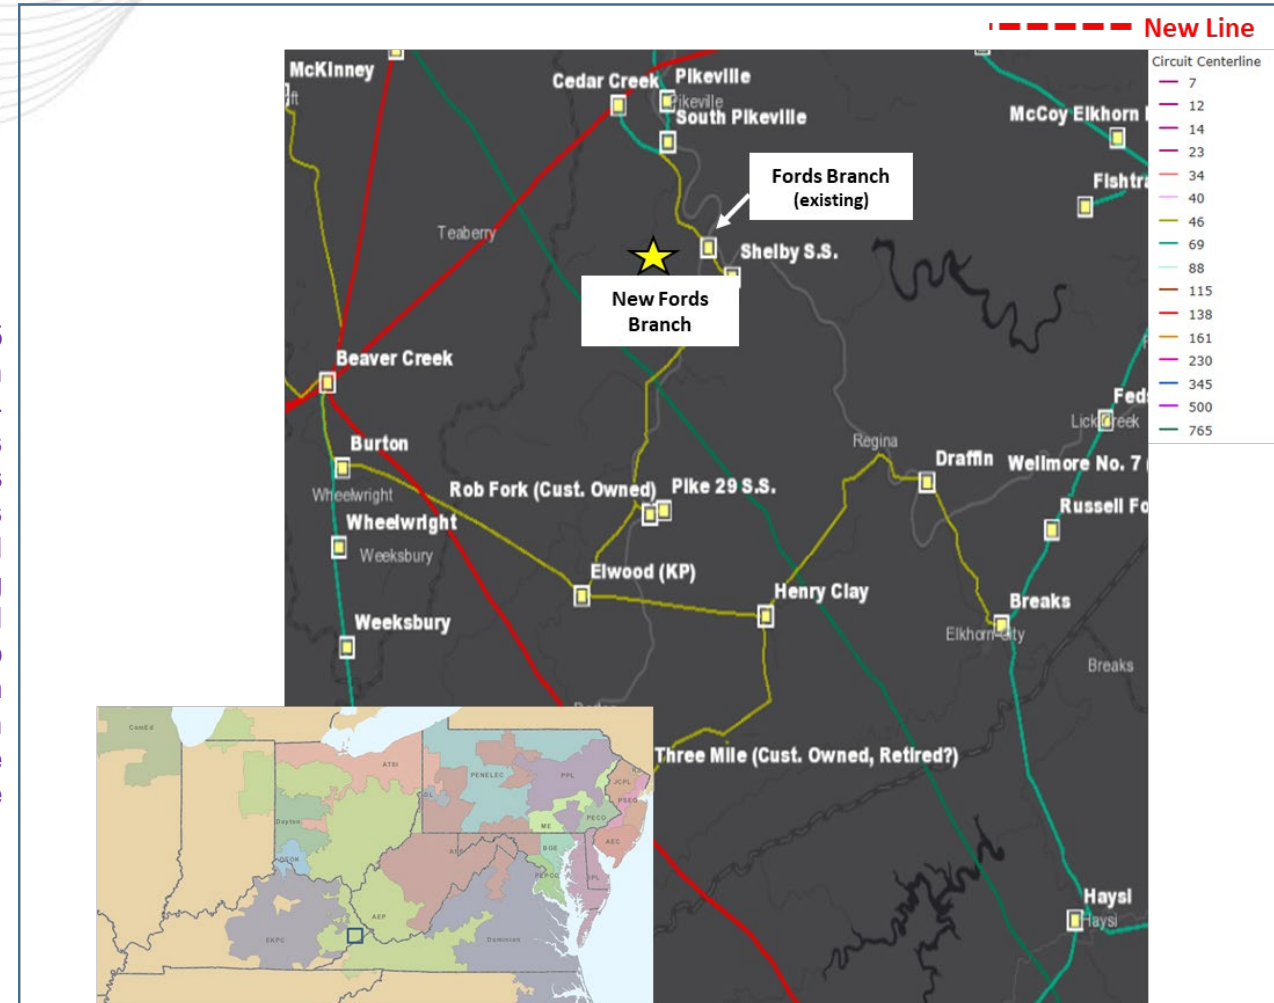 New Line
Circuit Centerline
7
12
14
23
34
40
46
69
88
115
138
161
230
345
500
765
McKinney
Cedar Creek
Pikeville
Pikeville
South Pikeville
McCoy Elkhorn
Fishtra
Fords Branch
(existing)
Teaberry
Shelby S.S.
New Fords
Branch
Beaver Creek
Feds
Lick Creek
Burton
Regina
Draffin
Wellmore No. 7
Wheelwright
Rob Fork (Cust. Owned)
Pike 29 S.S.
Russell Fo
Wheelwright
Weeksbury
Elwood (KP)
Henry Clay
Breaks
Weeksbury
Elkhorn City
Breaks
Three Mile (Cust. Owned, Retired?)
Haysi
Haysi
ComEd
ATSI
PENELEC
PPL
JCPL
PSEG
Dayton
ME
PECO
AEC
BGE
DPL
PEPCO
AEP
EKPC
Dominion